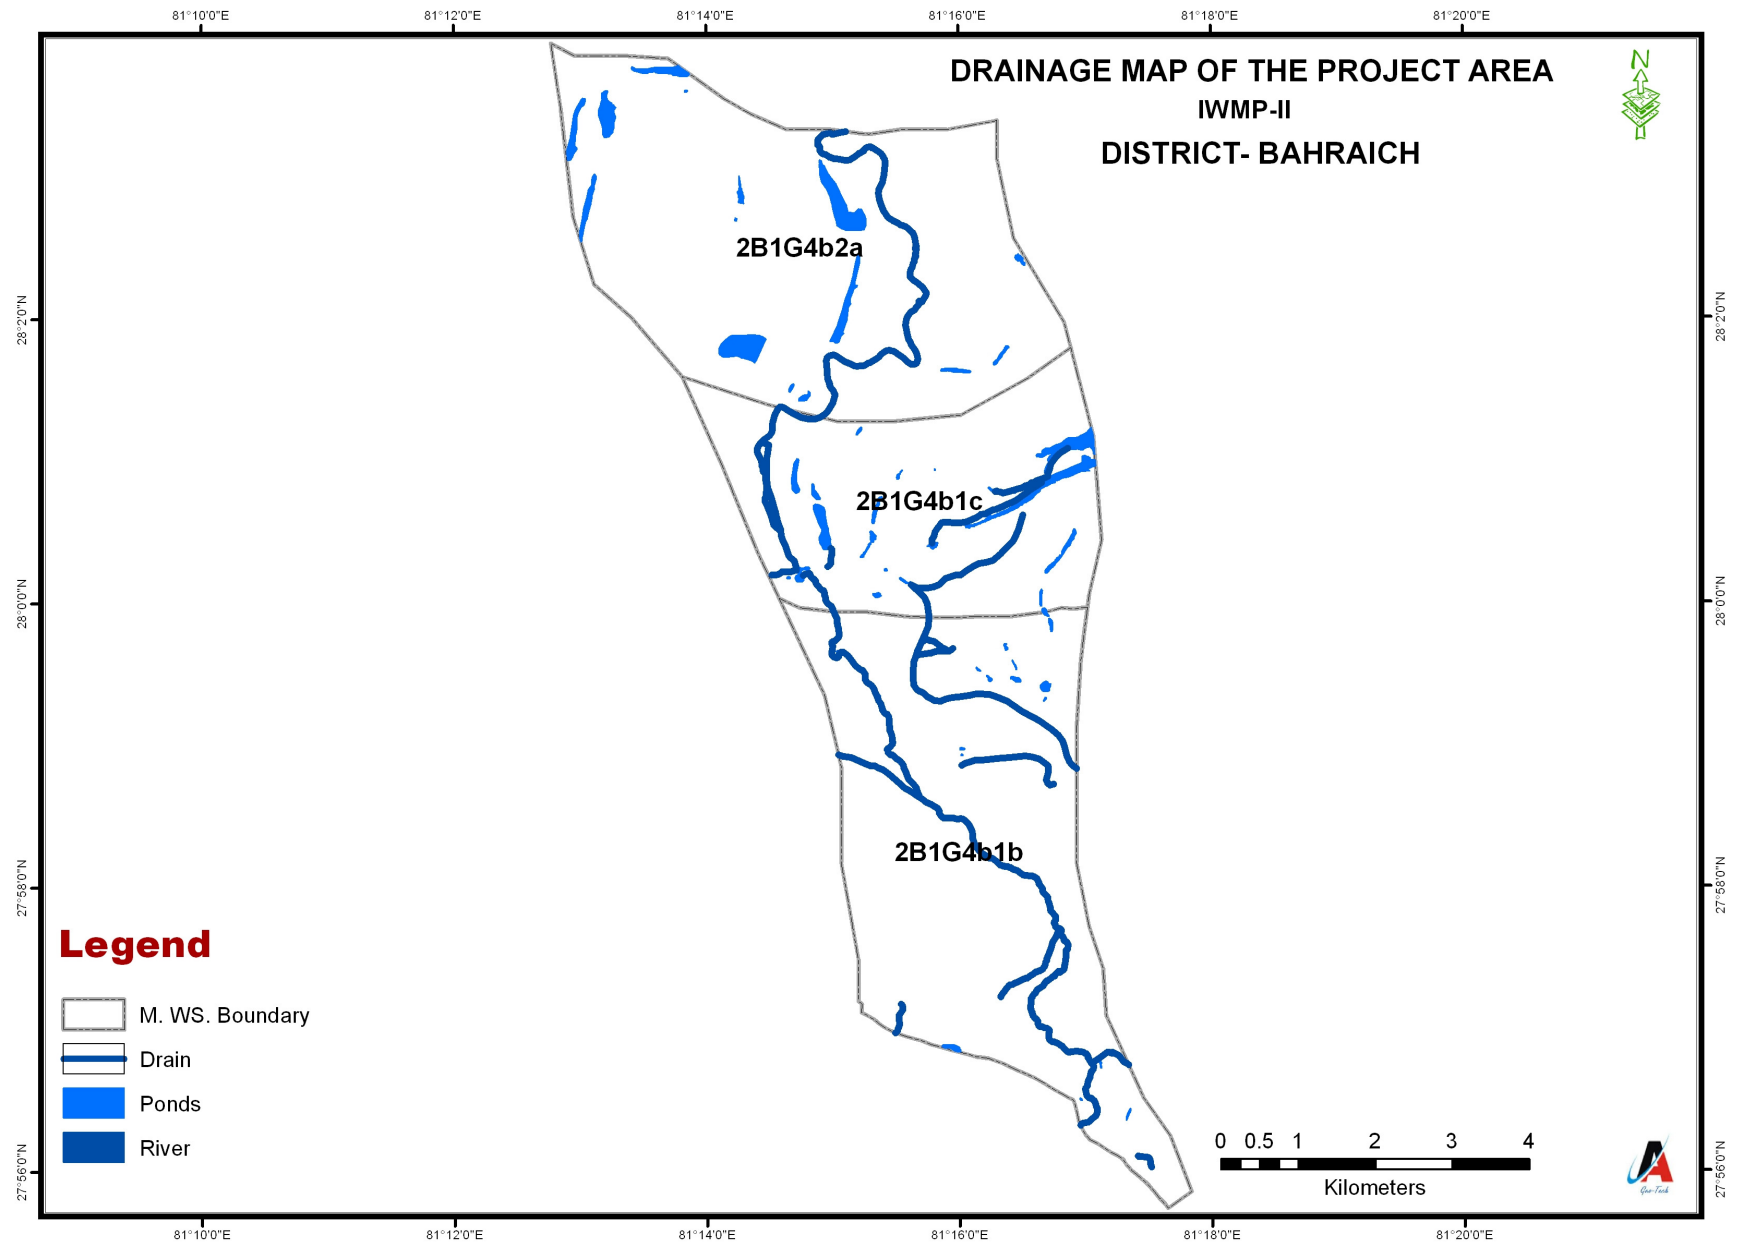 81°10'0"E 81°12'0"E 81°14'0"E 81°16'0"E 81°18'0"E 81°20'0"E
DRAINAGE MAP OF THE PROJECT AREA
IWMP-II
DISTRICT- BAHRAICH
N
2B1G4b2a
28°2'0"N 28°2'0"N
2B1G4b1c
28°0'0"N 28°0'0"N
2B1G4b1b
27°58'0"N 27°58'0"N
Legend
M. WS. Boundary
Drain
Ponds
River
0 0.5 1 2 3 4
Kilometers
27°56'0"N 27°56'0"N
A
Geo-Tech
81°10'0"E 81°12'0"E 81°14'0"E 81°16'0"E 81°18'0"E 81°20'0"E